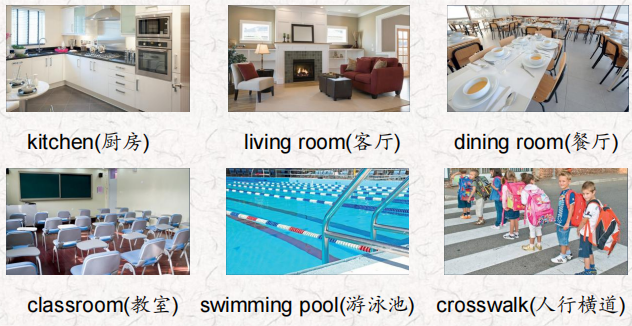 kitchen(厨房)
living room(客厅)
dining room(餐厅)
classroom(教室)
swimming pool(游泳池)
crosswalk(人行横道)